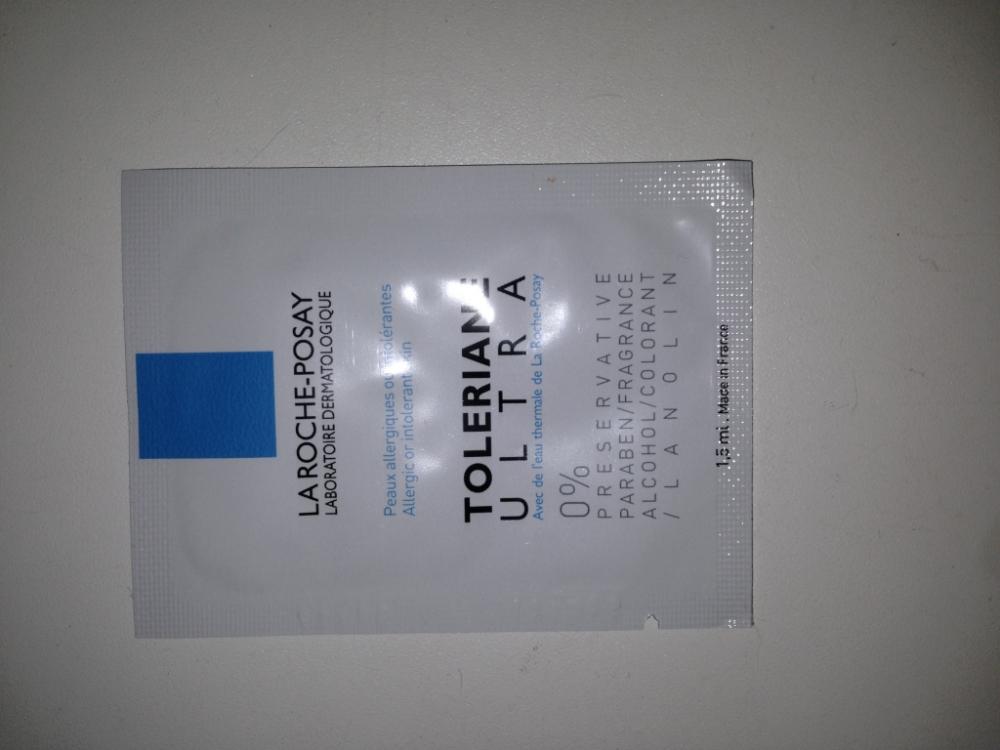 LA ROCHE-POSAY
LABORATOIRE DERMATOLOGIQUE
Peaux allergiques ou intolérantes
Allergic or intolerant skin
TOLERIANE
ULTRA
Avec de l'eau thermale de La Roche-Posay
0%
PRESERVATIVE
PARABEN/FRAGRANCE
ALCOHOL/COLORANT
/LANOLIN
1,5 ml . Made in France